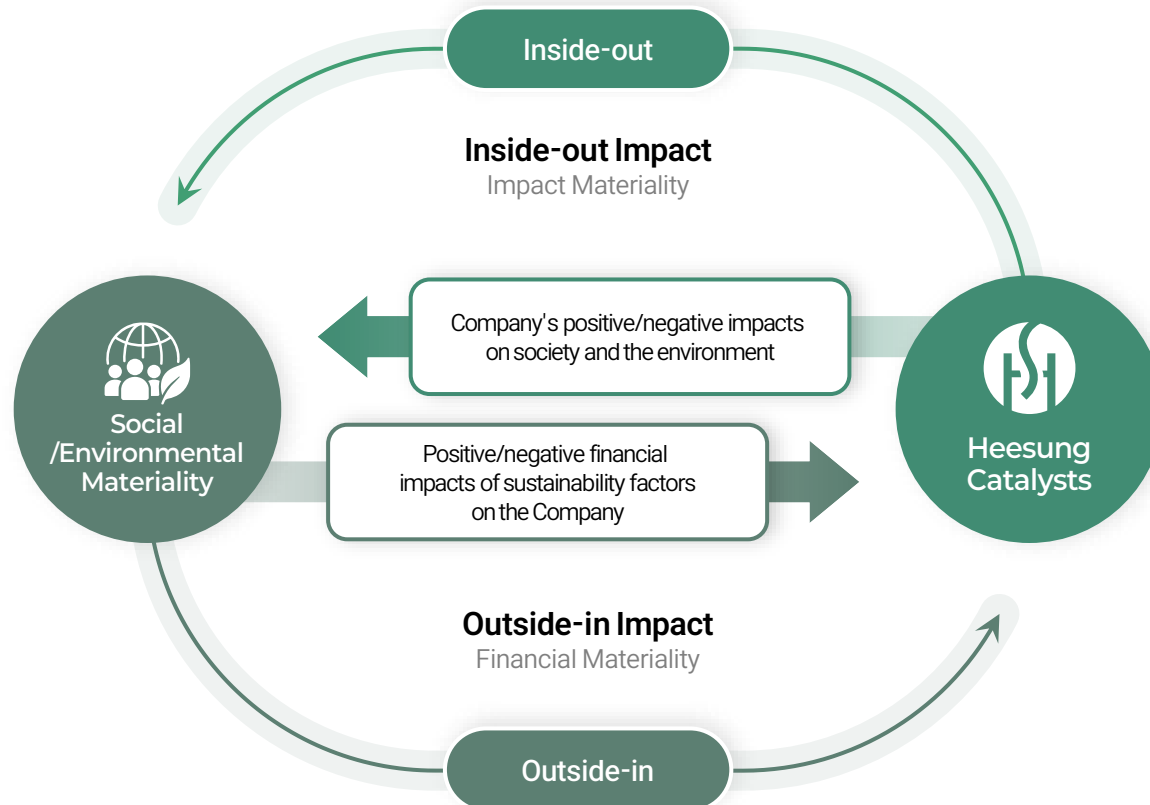 Inside-out
Inside-out Impact
Impact Materiality
Company's positive/negative impacts
on society and the environment
Social
/Environmental
Materiality
Heesung
Catalysts
Positive/negative financial
impacts of sustainability factors
on the Company
Outside-in Impact
Financial Materiality
Outside-in